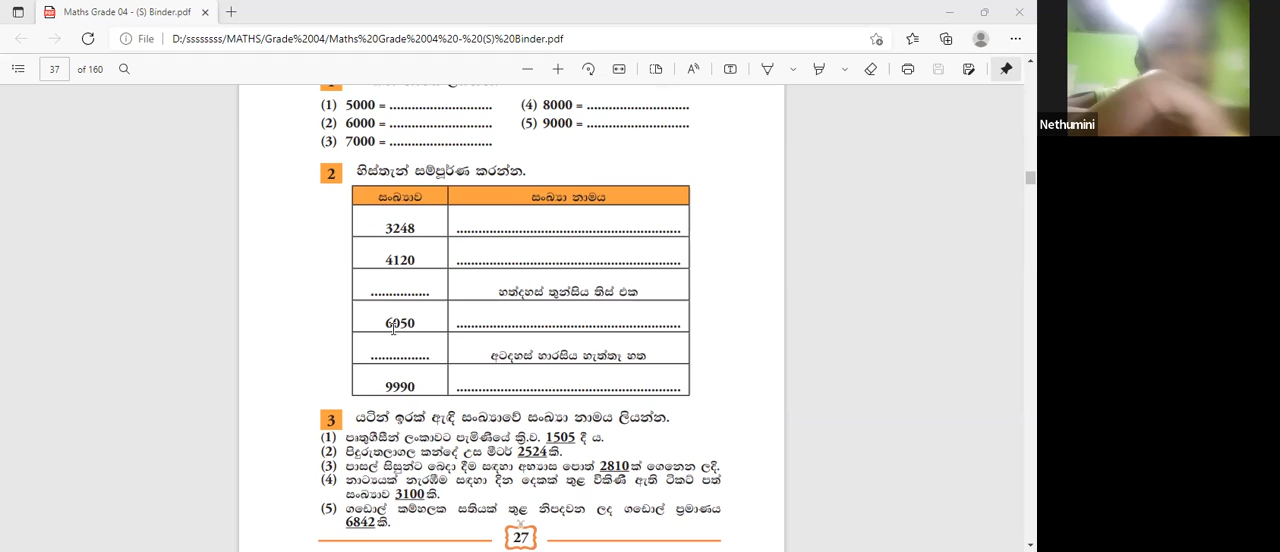 Maths Grade 04 - (S) Binder.pdf
File D:/ssssssss/MATHS/Grade%2004/Maths%20Grade%2004%20-%20(S)%20Binder.pdf
37 of 160
(1) 5000 = ............................ (4) 8000 = ............................
(2) 6000 = ............................ (5) 9000 = ............................
(3) 7000 = ............................
2 හිස්තැන් සම්පූර්ණ කරන්න.
සංඛ්‍යාව සංඛ්‍යා නාමය
3248 .............................................................
4120 .............................................................
................ හත්දහස් තුන්සිය තිස් එක
6050 .............................................................
................ අටදහස් හාරසිය හැත්තෑ හත
9990 .............................................................
3 යටින් ඉරක් ඇඳි සංඛ්‍යාවේ සංඛ්‍යා නාමය ලියන්න.
(1) පෘතුගීසීන් ලංකාවට පැමිණියේ ක්‍රි.ව. 1505 දී ය.
(2) පිදුරුතලාගල කන්දේ උස මීටර් 2524කි.
(3) පාසල් සිසුන්ට බෙදා දීම සඳහා අභ්‍යාස පොත් 2810ක් ගෙනෙන ලදි.
(4) නාට්‍යයක් නැරඹීම සඳහා දින දෙකක් තුළ විකිණී ඇති ටිකට් පත්
සංඛ්‍යාව 3100කි.
(5) ගඩොල් කම්හලක සතියක් තුළ නිපදවන ලද ගඩොල් ප්‍රමාණය
6842කි.
27
Nethumini